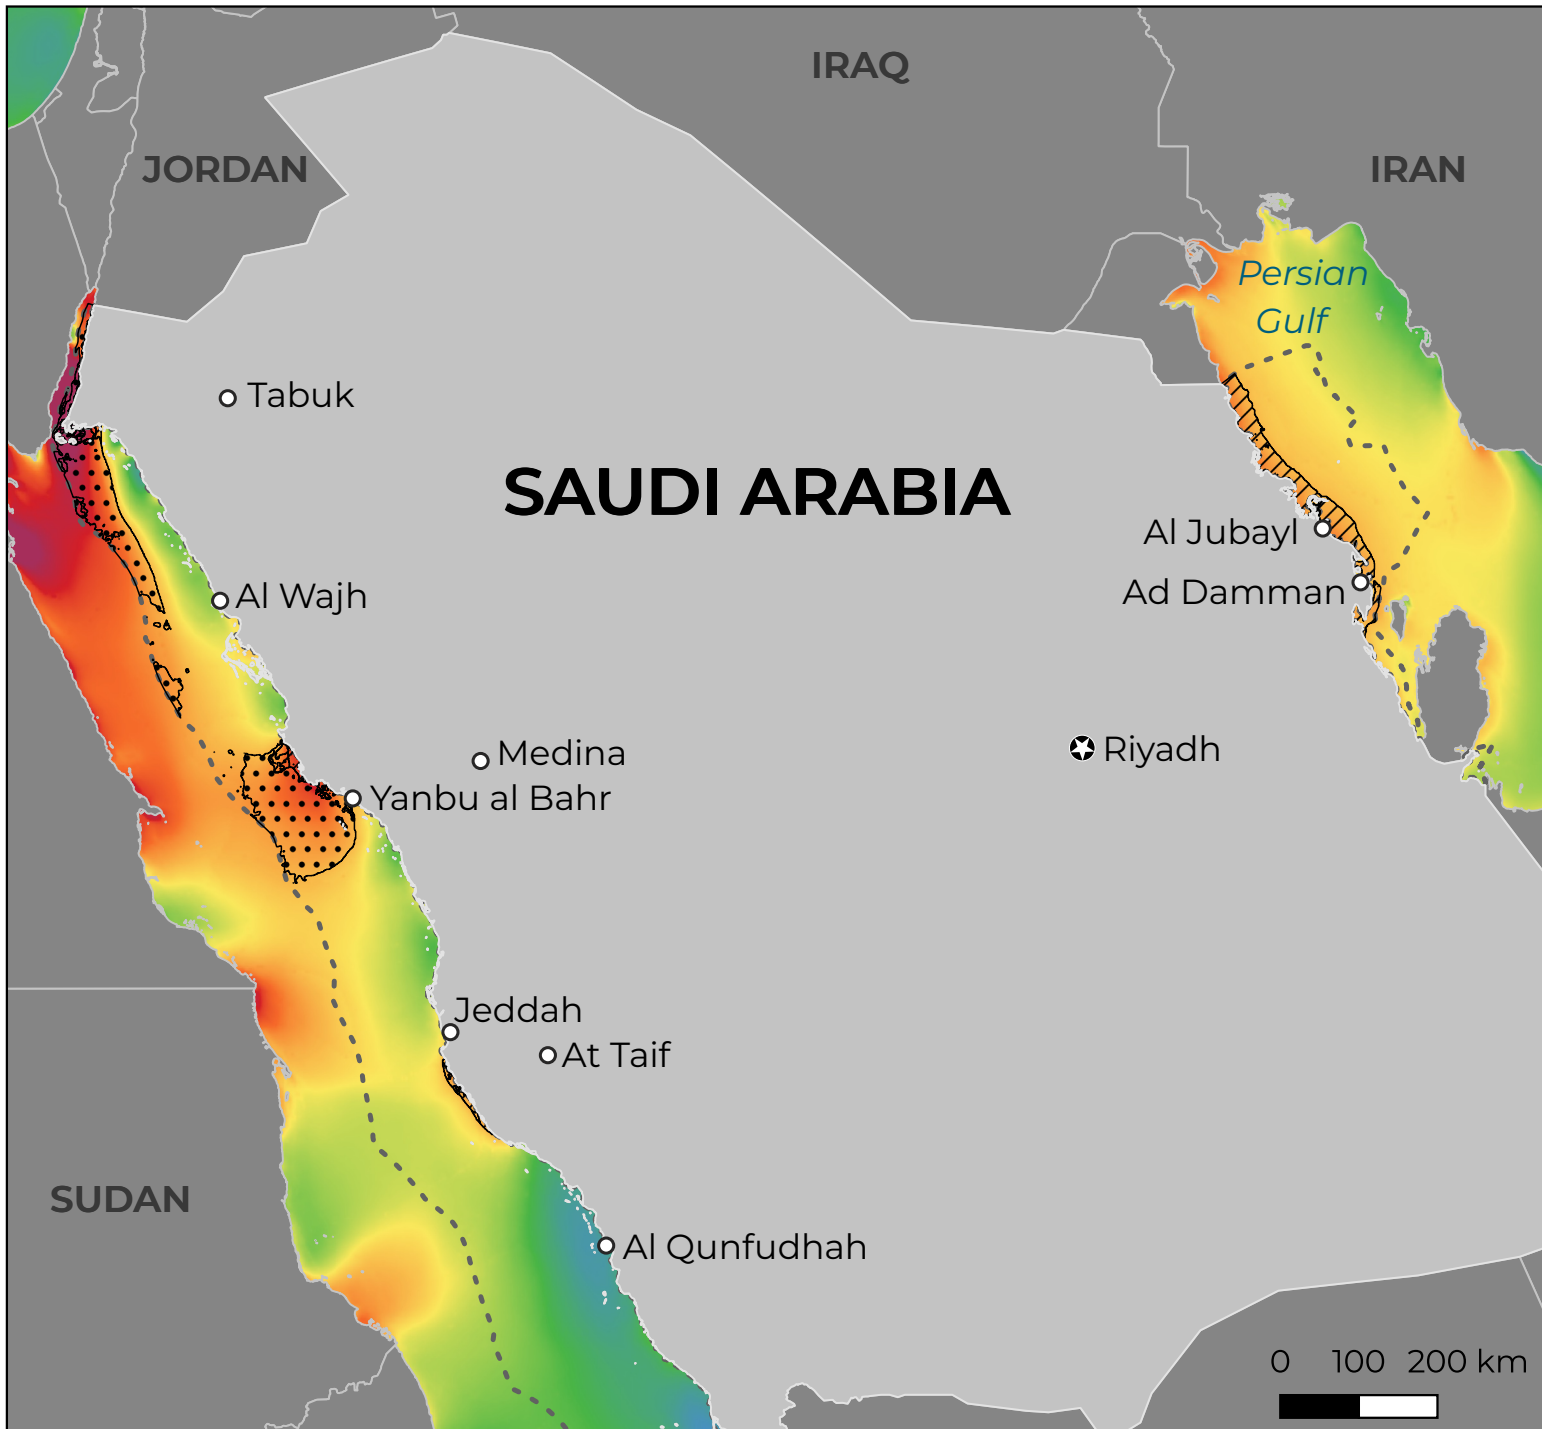 IRAQ
JORDAN
IRAN
Persian
Gulf
Tabuk
SAUDI ARABIA
Al Jubayl
Ad Damman
Al Wajh
Medina
Riyadh
Yanbu al Bahr
Jeddah
At Taif
SUDAN
Al Qunfudhah
0 100 200 km